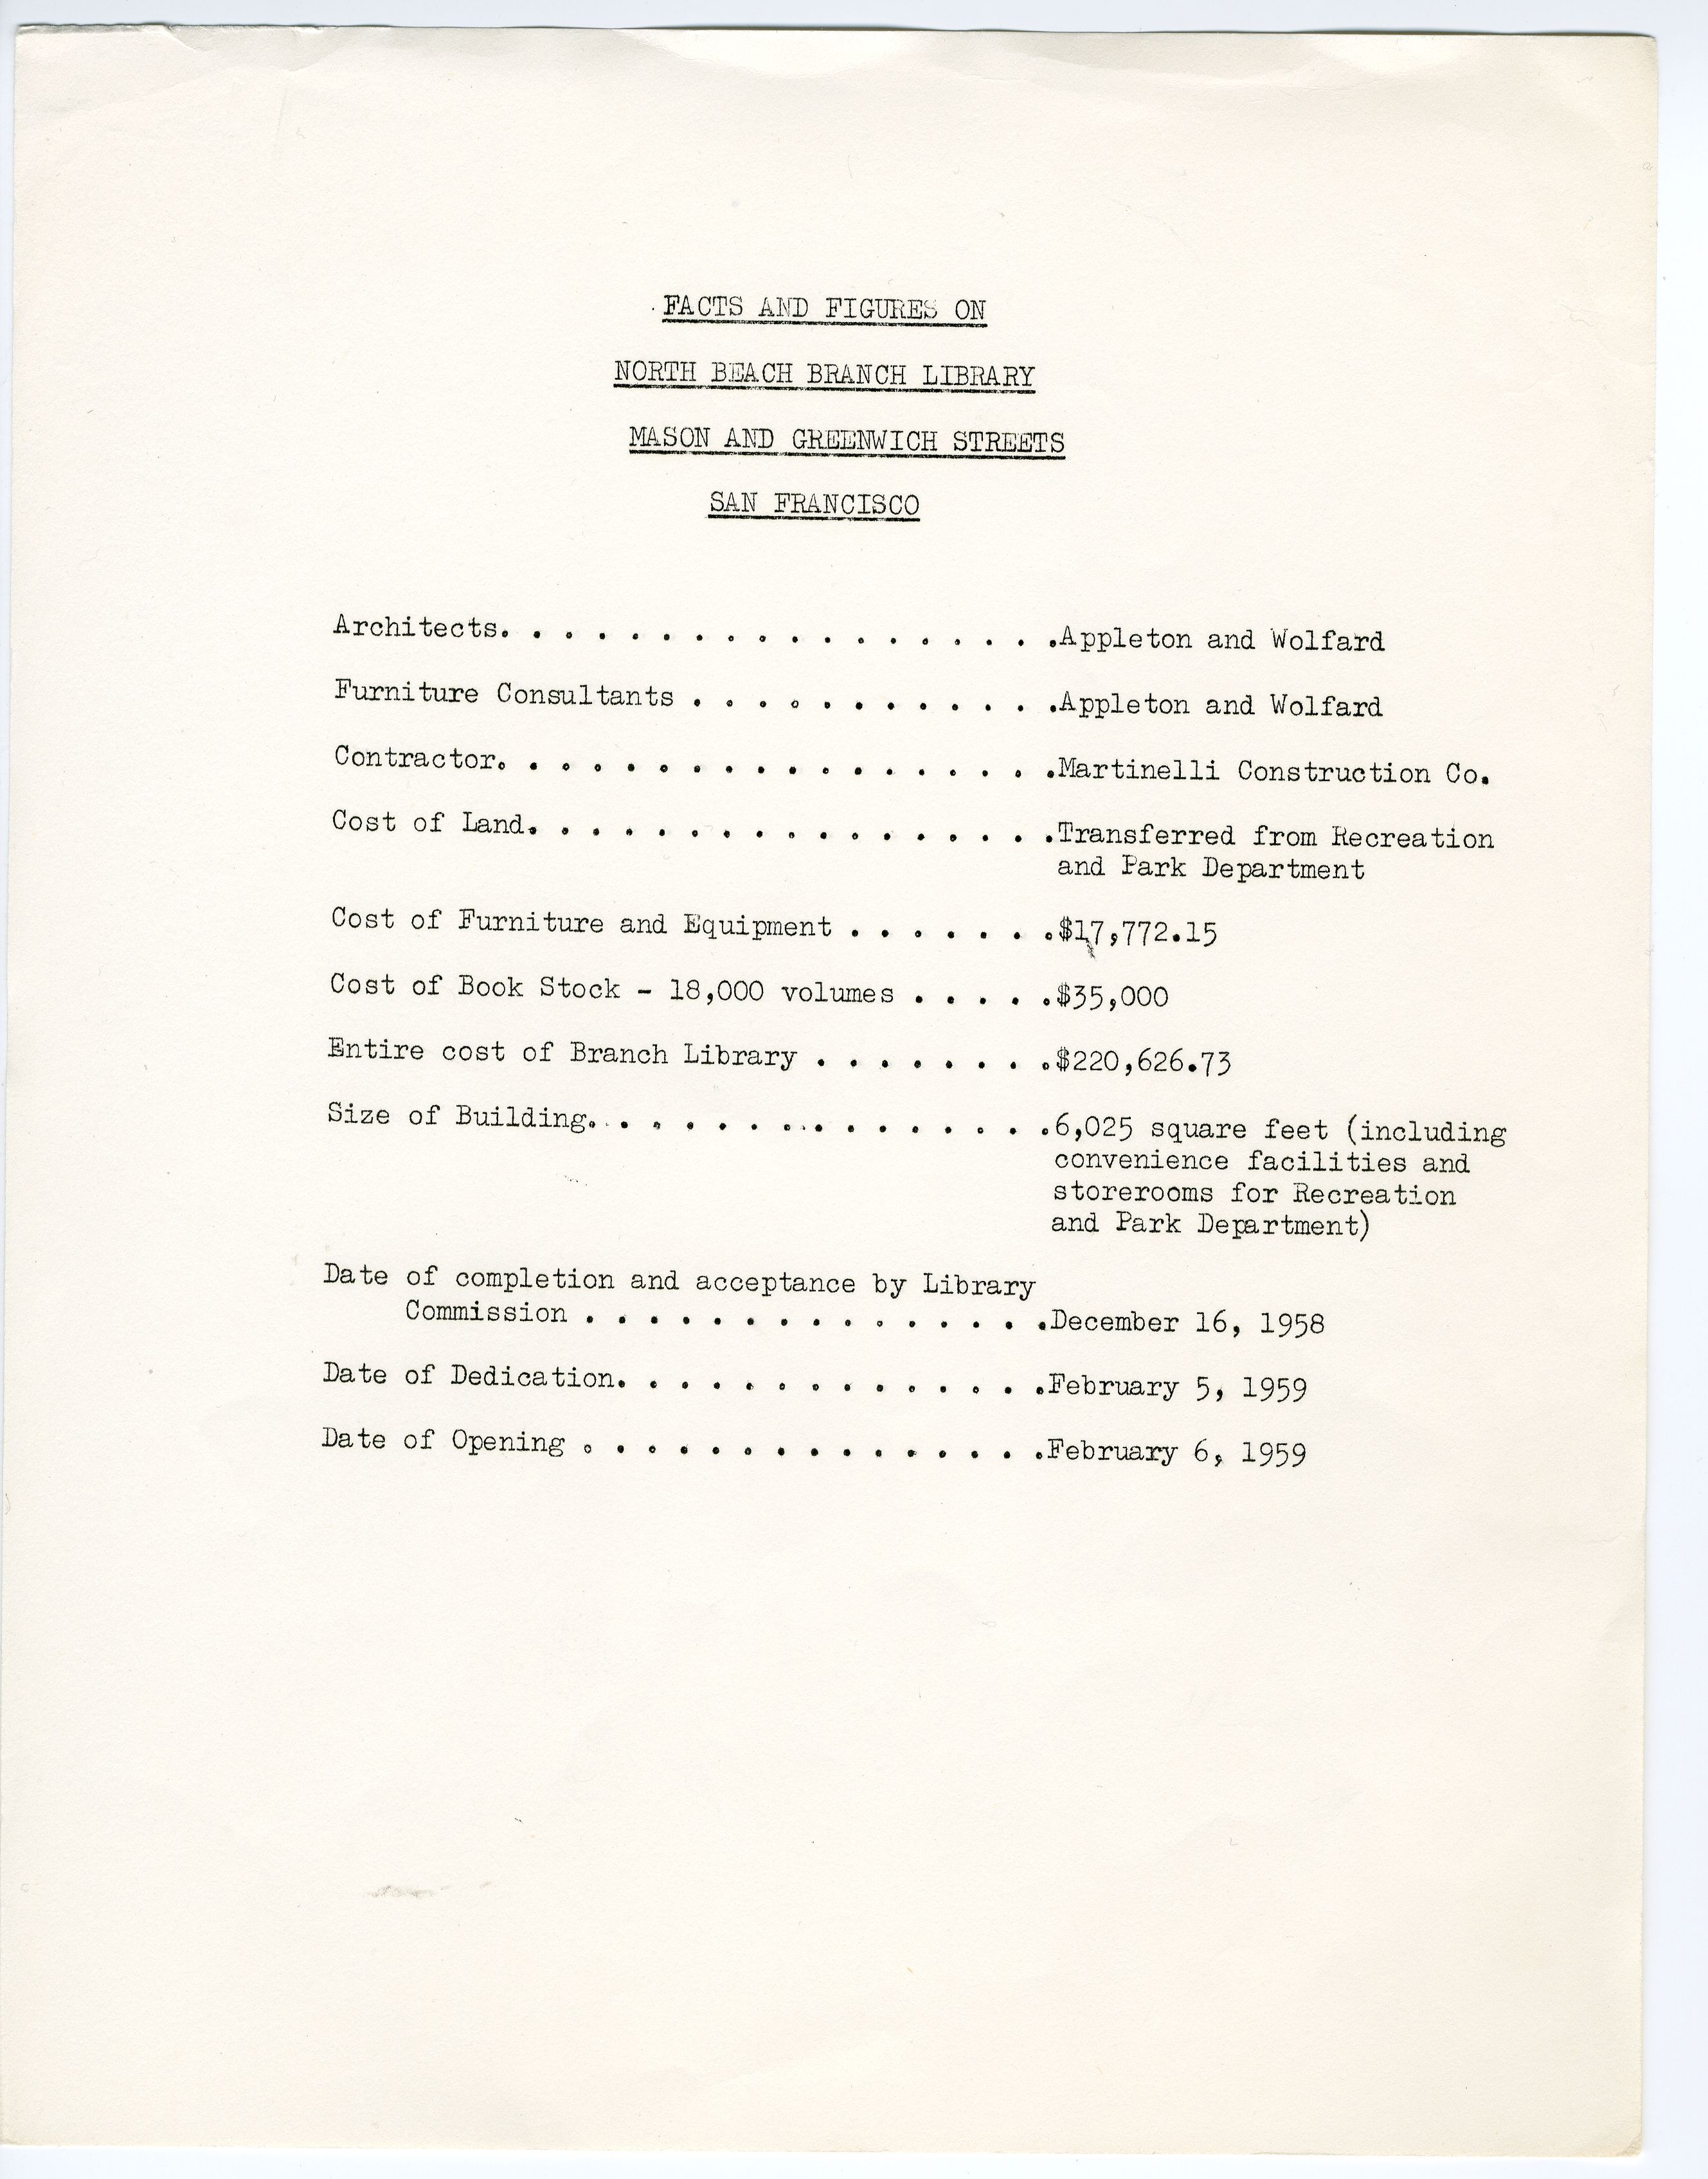 FACTS AND FIGURES ON
NORTH BEACH BRANCH LIBRARY
MASON AND GREENWICH STREETS
SAN FRANCISCO
Architects. . . . . . . . . . . . . . . . . .Appleton and Wolfard
Furniture Consultants . . . . . . . . . . . .Appleton and Wolfard
Contractor. . . . . . . . . . . . . . . . . .Martinelli Construction Co.
Cost of Land. . . . . . . . . . . . . . . . .Transferred from Recreation
and Park Department
Cost of Furniture and Equipment . . . . . . .$17,772.15
Cost of Book Stock - 18,000 volumes . . . . .$35,000
Entire cost of Branch Library . . . . . . . .$220,626.73
Size of Building. . . . . . . . . . . . . . .6,025 square feet (including
convenience facilities and
storerooms for Recreation
and Park Department)
Date of completion and acceptance by Library
Commission . . . . . . . . . . . . . . .December 16, 1958
Date of Dedication. . . . . . . . . . . . . .February 5, 1959
Date of Opening . . . . . . . . . . . . . . .February 6, 1959